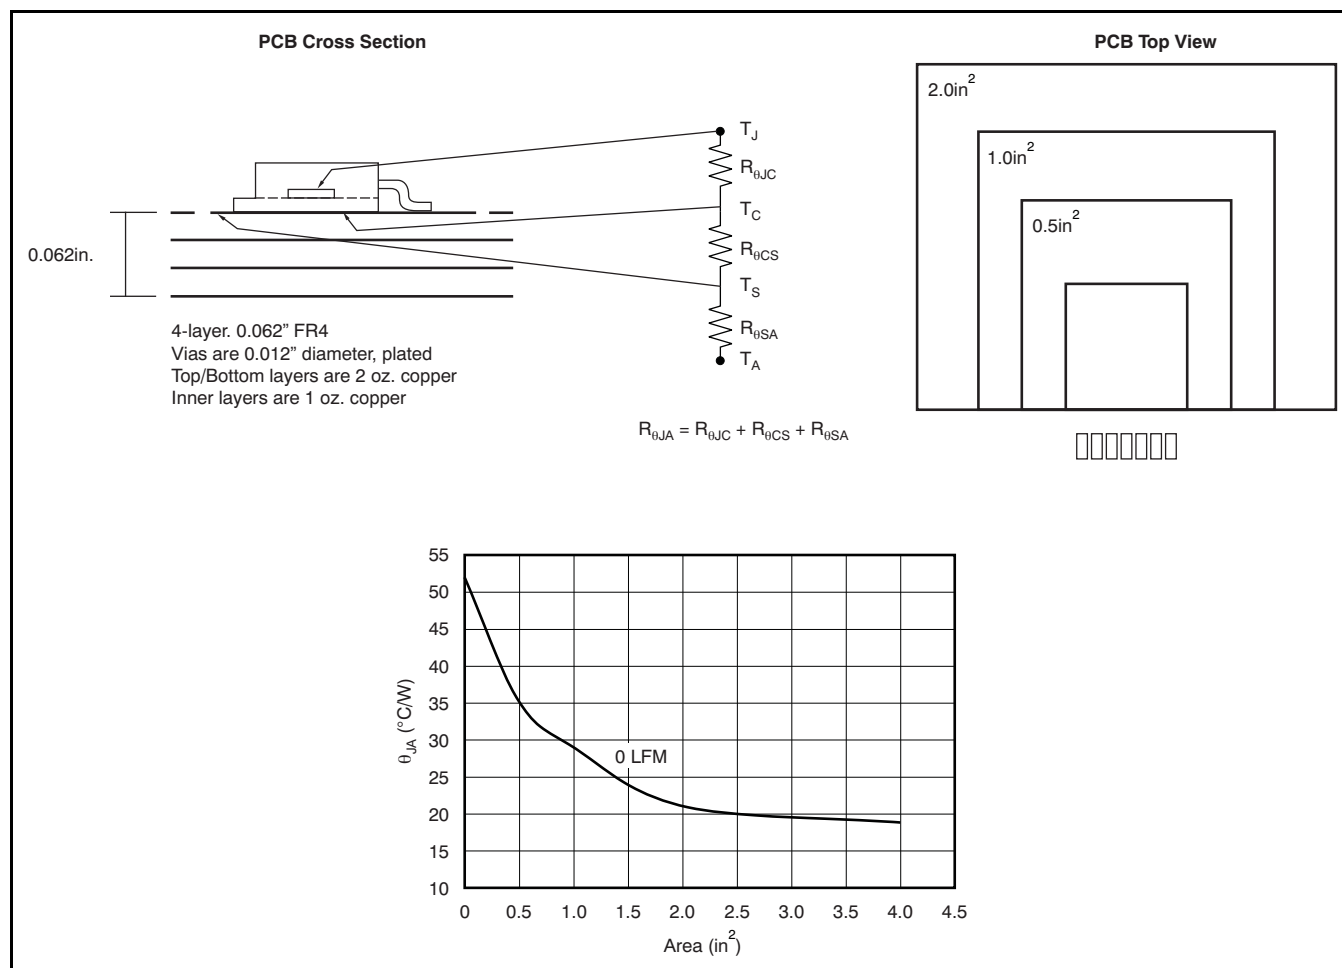 PCB Cross Section
PCB Top View
2.0in²
1.0in²
0.5in²
T_J
R_θJC
T_C
R_θCS
T_S
R_θSA
T_A
0.062in.
4-layer. 0.062” FR4
Vias are 0.012” diameter, plated
Top/Bottom layers are 2 oz. copper
Inner layers are 1 oz. copper
R_θJA = R_θJC + R_θCS + R_θSA
θ_JA (°C/W)
55
50
45
40
35
30
25
20
15
10
0 LFM
0 0.5 1.0 1.5 2.0 2.5 3.0 3.5 4.0 4.5
Area (in²)